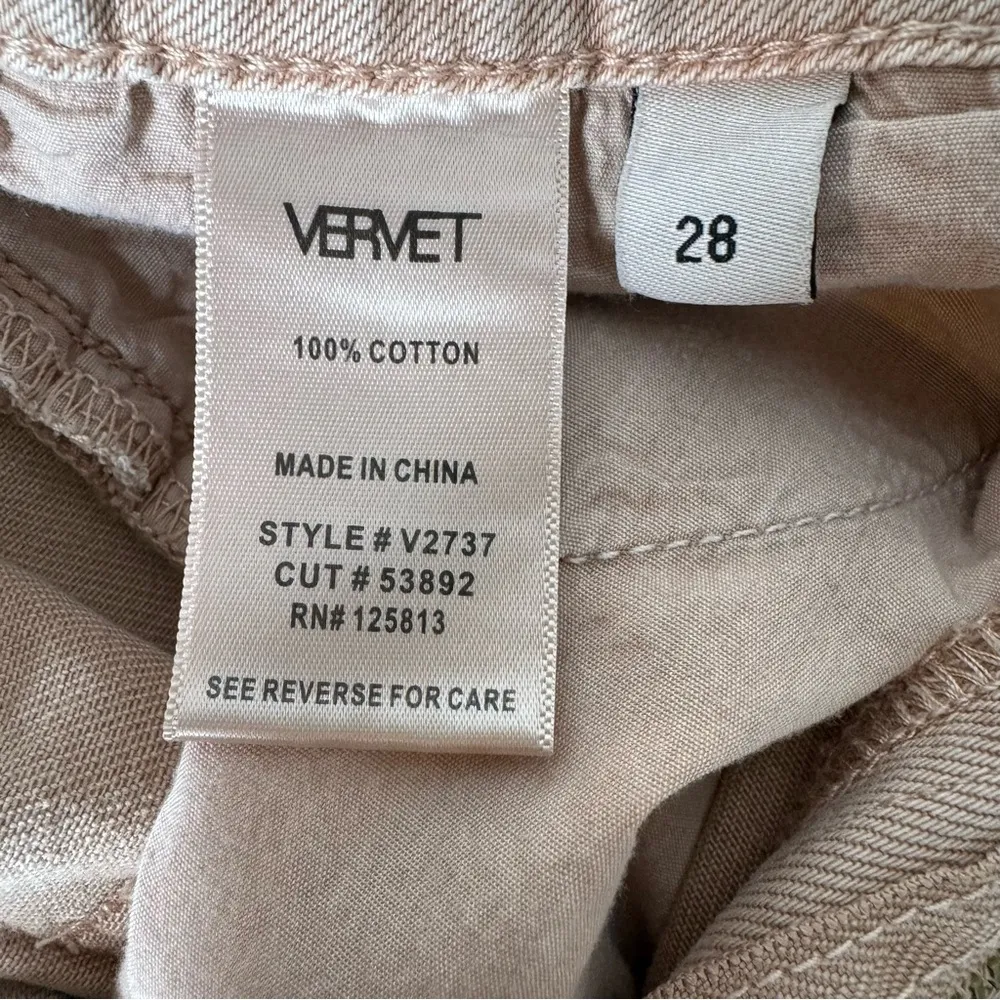 VERVET
28
100% COTTON
MADE IN CHINA
STYLE # V2737
CUT # 53892
RN# 125813
SEE REVERSE FOR CARE